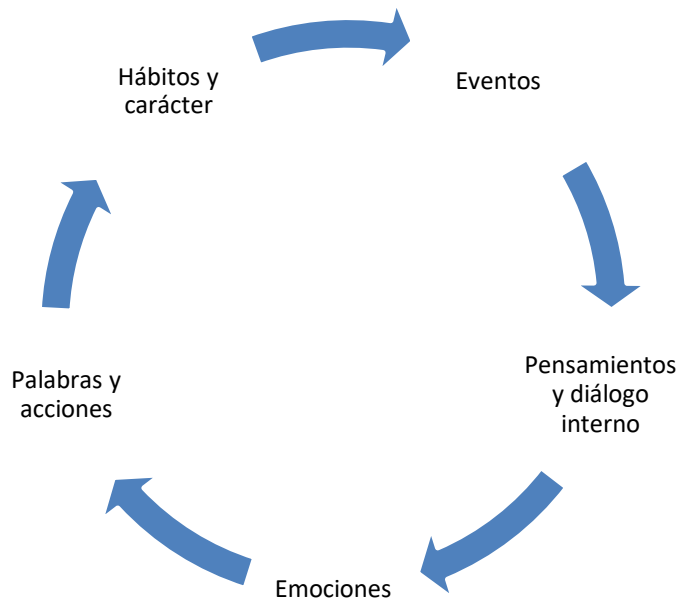 Eventos
Pensamientos
y diálogo
interno
Emociones
Palabras y
acciones
Hábitos y
carácter